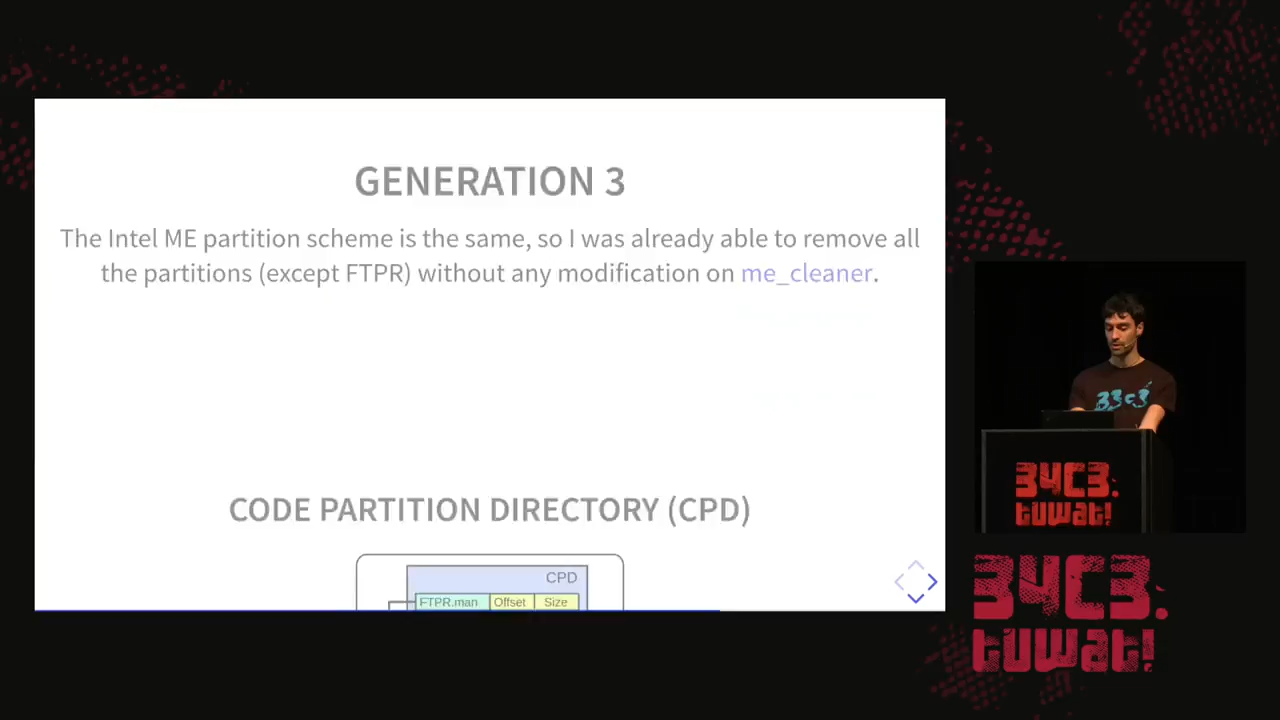 GENERATION 3
The Intel ME partition scheme is the same, so I was already able to remove all
the partitions (except FTPR) without any modification on me_cleaner.
CODE PARTITION DIRECTORY (CPD)
CPD
FTPR.man Offset Size
33c3
34C3.
tuwat!
34C3.
tuwat!